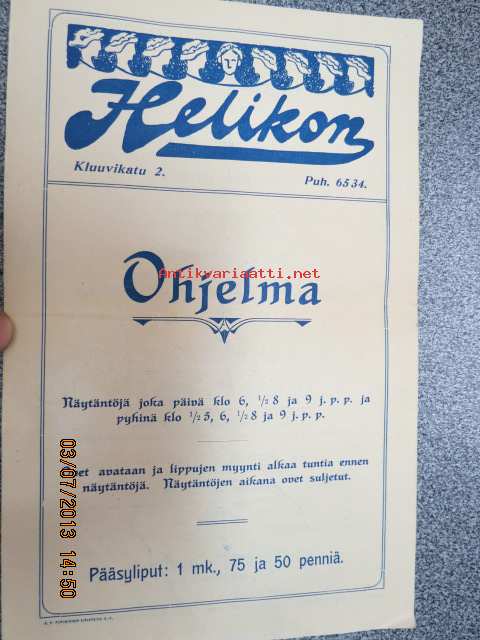 Helikon
Kluuvikatu 2. Puh. 6534.
Ohjelma
Antikvariaatti.net
Näytäntöjä joka päivä klo 6, 1/2 8 ja 9 j. p. p. ja
pyhinä klo 1/2 5, 6, 1/2 8 ja 9 j. p. p.
avataan ja lippujen myynti alkaa tuntia ennen
näytäntöjä. Näytäntöjen aikana ovet suljetut.
Pääsyliput: 1 mk., 75 ja 50 penniä.
03/07/2013 14:50